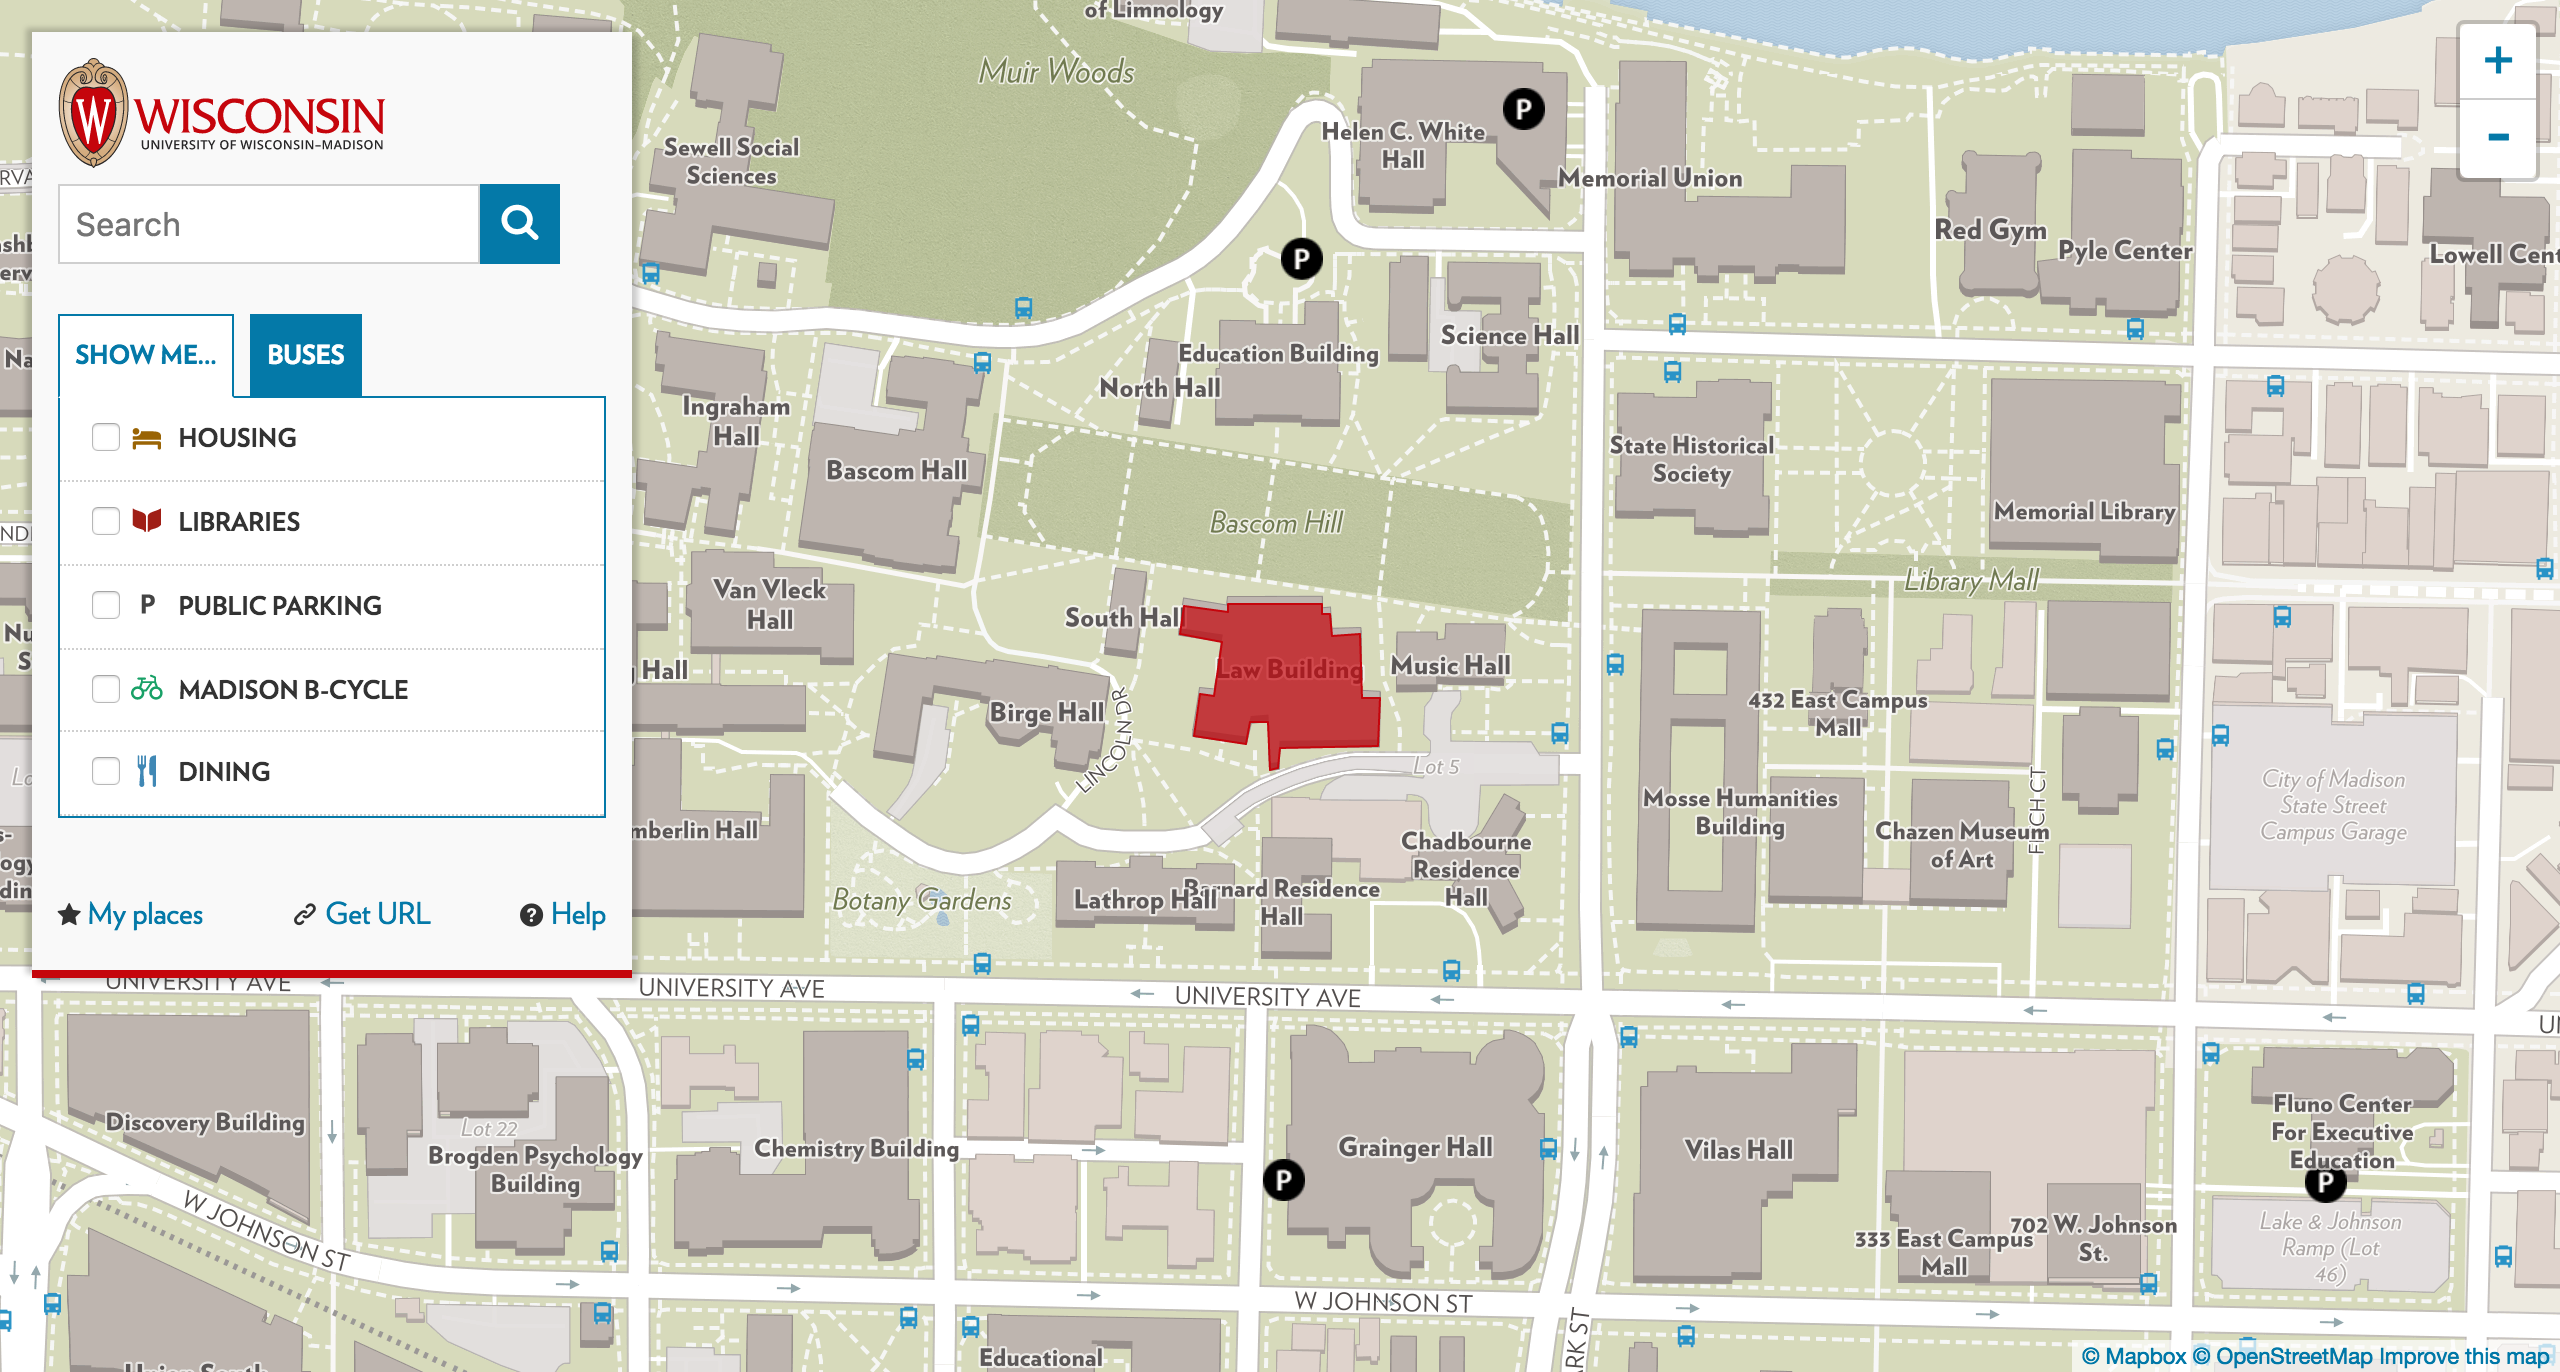 of Limnology
Muir Woods
WISCONSIN
UNIVERSITY OF WISCONSIN–MADISON
Search
SHOW ME...
BUSES
HOUSING
LIBRARIES
P PUBLIC PARKING
MADISON B-CYCLE
DINING
My places
Get URL
Help
+
-
P
Helen C. White
Hall
Sewell Social
Sciences
Memorial Union
Red Gym
Pyle Center
Lowell Cent
P
Science Hall
Education Building
North Hall
Ingraham
Hall
Bascom Hall
State Historical
Society
Memorial Library
Bascom Hill
Library Mall
Van Vleck
Hall
South Hall
Law Building
Music Hall
Hall
Birge Hall
LINCOLN DR
432 East Campus
Mall
Lot 5
City of Madison
State Street
Campus Garage
FITCH CT
Mosse Humanities
Building
Chazen Museum
of Art
mberlin Hall
Chadbourne
Residence
Hall
Botany Gardens
Lathrop Hall
Barnard Residence
Hall
UNIVERSITY AVE
UNIVERSITY AVE
UNIVERSITY AVE
Discovery Building
Lot 22
Brogden Psychology
Building
Chemistry Building
Grainger Hall
P
Vilas Hall
Fluno Center
For Executive
Education
P
W JOHNSON ST
333 East Campus
Mall
702 W. Johnson
St.
Lake & Johnson
Ramp (Lot
46)
W JOHNSON ST
ARK ST
Educational
Union South
© Mapbox © OpenStreetMap Improve this map